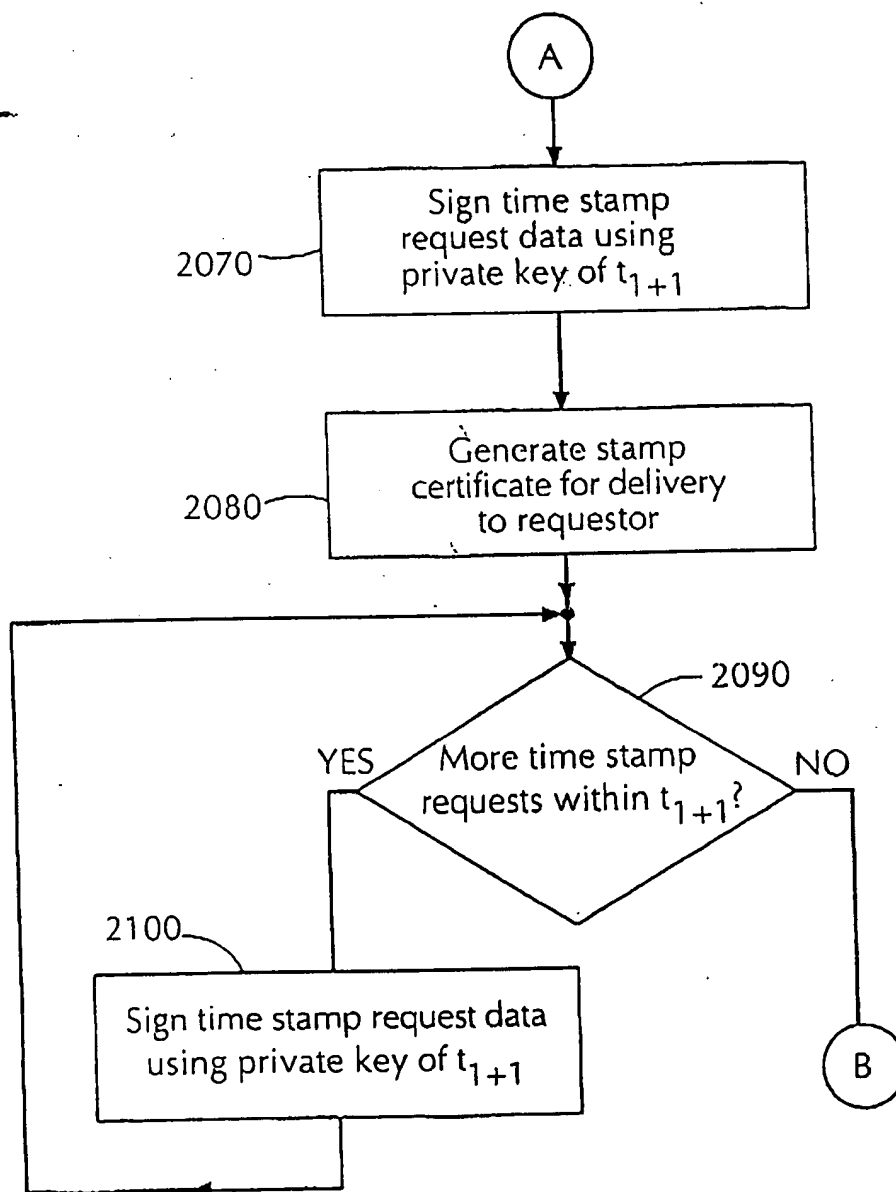 A
Sign time stamp
request data using
private key of t1+1
2070
Generate stamp
certificate for delivery
to requestor
2080
2090
YES
More time stamp
requests within t1+1?
NO
2100
Sign time stamp request data
using private key of t1+1
B